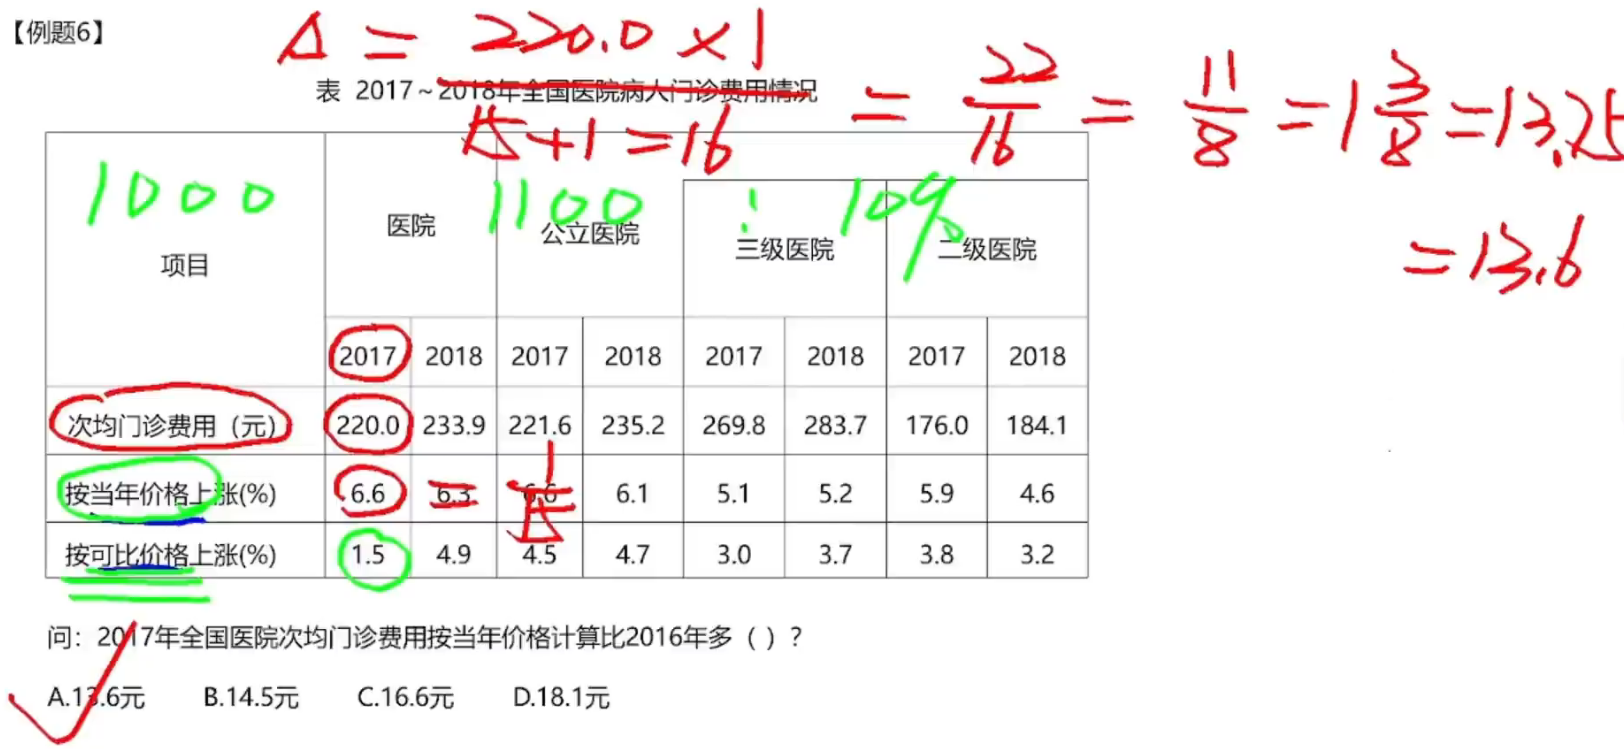 【例题6】
Δ = 220.0 × 1
15 + 1 = 16
= 22/16 = 11/8 = 1 3/8 = 13.75
= 13.6
表 2017～2018年全国医院病人门诊费用情况
1000 1100 : 10%
项目 医院 公立医院 三级医院 二级医院
2017 2018 2017 2018 2017 2018 2017 2018
次均门诊费用（元） 220.0 233.9 221.6 235.2 269.8 283.7 176.0 184.1
按当年价格上涨(%) 6.6 6.3 6.6 6.1 5.1 5.2 5.9 4.6
= 1/15
按可比价格上涨(%) 1.5 4.9 4.5 4.7 3.0 3.7 3.8 3.2
问：2017年全国医院次均门诊费用按当年价格计算比2016年多（ ）？
A.13.6元 B.14.5元 C.16.6元 D.18.1元